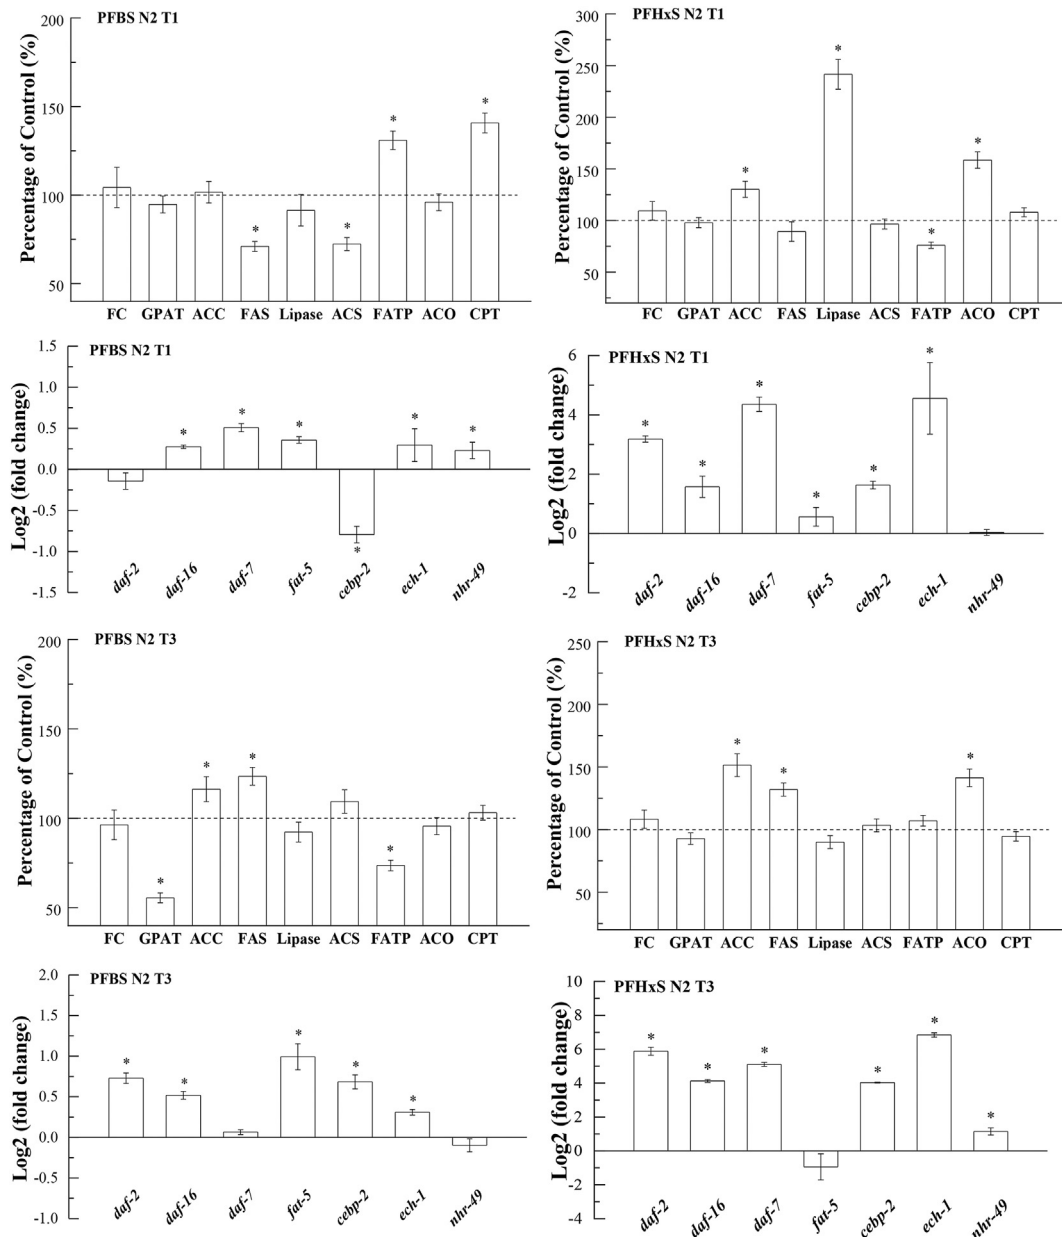 PFBS N2 T1
Percentage of Control (%)
200
150
100
50
FC GPAT ACC FAS Lipase ACS FATP ACO CPT
* * * *
PFHxS N2 T1
Percentage of Control (%)
300
250
200
150
100
50
FC GPAT ACC FAS Lipase ACS FATP ACO CPT
* * * *
PFBS N2 T1
Log2 (fold change)
1.5
1.0
0.5
0.0
-0.5
-1.0
-1.5
daf-2 daf-16 daf-7 fat-5 cebp-2 ech-1 nhr-49
* * * * * *
PFHxS N2 T1
Log2 (fold change)
6
4
2
0
-2
daf-2 daf-16 daf-7 fat-5 cebp-2 ech-1 nhr-49
* * * * * *
PFBS N2 T3
Percentage of Control (%)
200
150
100
50
FC GPAT ACC FAS Lipase ACS FATP ACO CPT
* * * *
PFHxS N2 T3
Percentage of Control (%)
250
200
150
100
50
FC GPAT ACC FAS Lipase ACS FATP ACO CPT
* * *
PFBS N2 T3
Log2 (fold change)
2.0
1.5
1.0
0.5
0.0
-0.5
-1.0
daf-2 daf-16 daf-7 fat-5 cebp-2 ech-1 nhr-49
* * * * *
PFHxS N2 T3
Log2 (fold change)
10
8
6
4
2
0
-2
-4
daf-2 daf-16 daf-7 fat-5 cebp-2 ech-1 nhr-49
* * * * * *